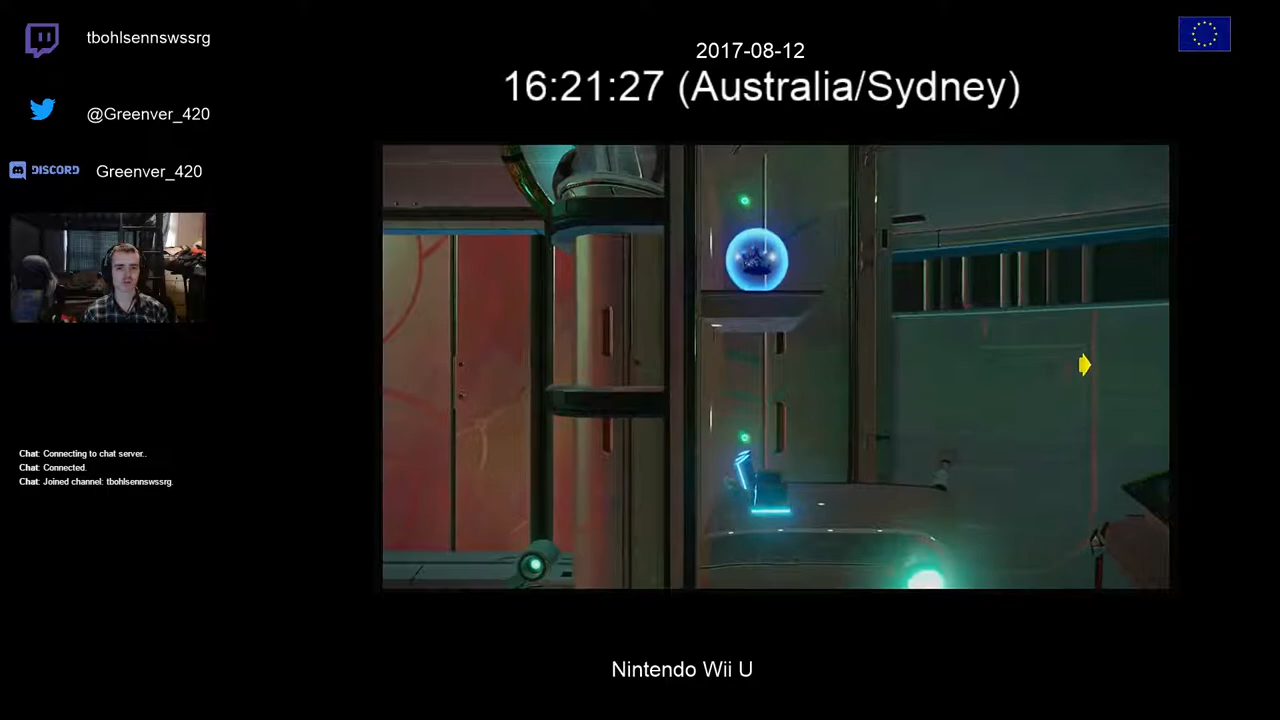 tbohlsennswssrg
2017-08-12
16:21:27 (Australia/Sydney)
@Greenver_420
DISCORD Greenver_420
Chat: Connecting to chat server..
Chat: Connected.
Chat: Joined channel: tbohlsennswssrg.
Nintendo Wii U